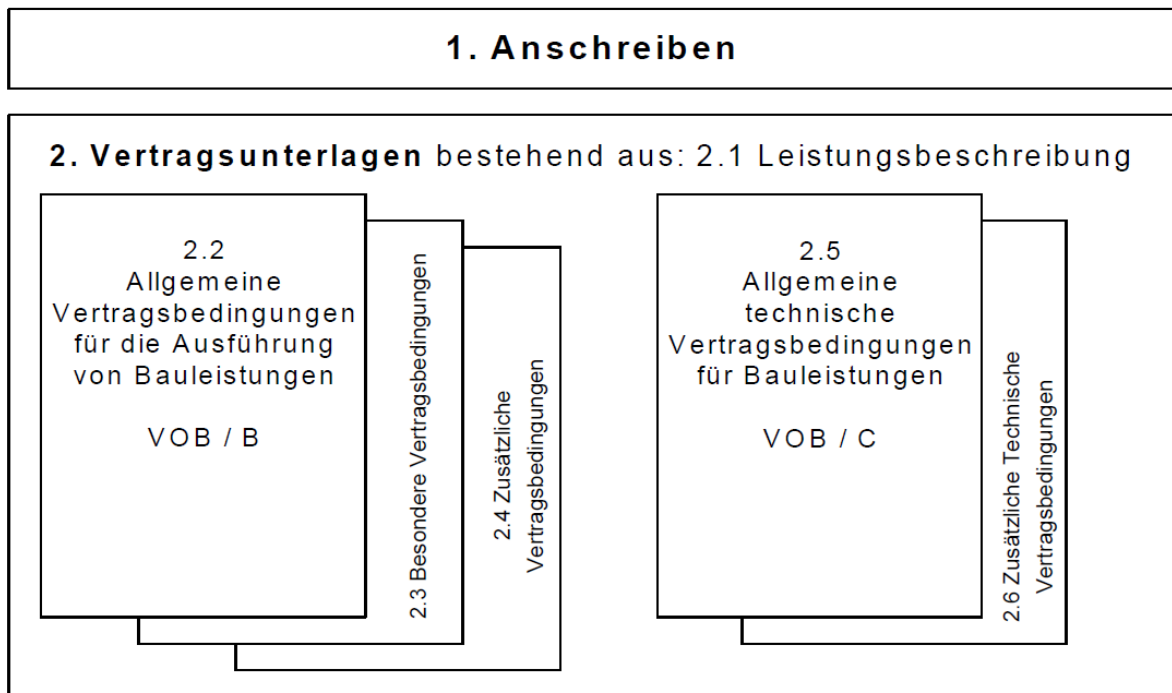 1. Anschreiben
2. Vertragsunterlagen bestehend aus: 2.1 Leistungsbeschreibung
2.2
Allgemeine
Vertragsbedingungen
für die Ausführung
von Bauleistungen
VOB / B
2.3 Besondere Vertragsbedingungen
2.4 Zusätzliche
Vertragsbedingungen
2.5
Allgemeine
technische
Vertragsbedingungen
für Bauleistungen
VOB / C
2.6 Zusätzliche Technische
Vertragsbedingungen